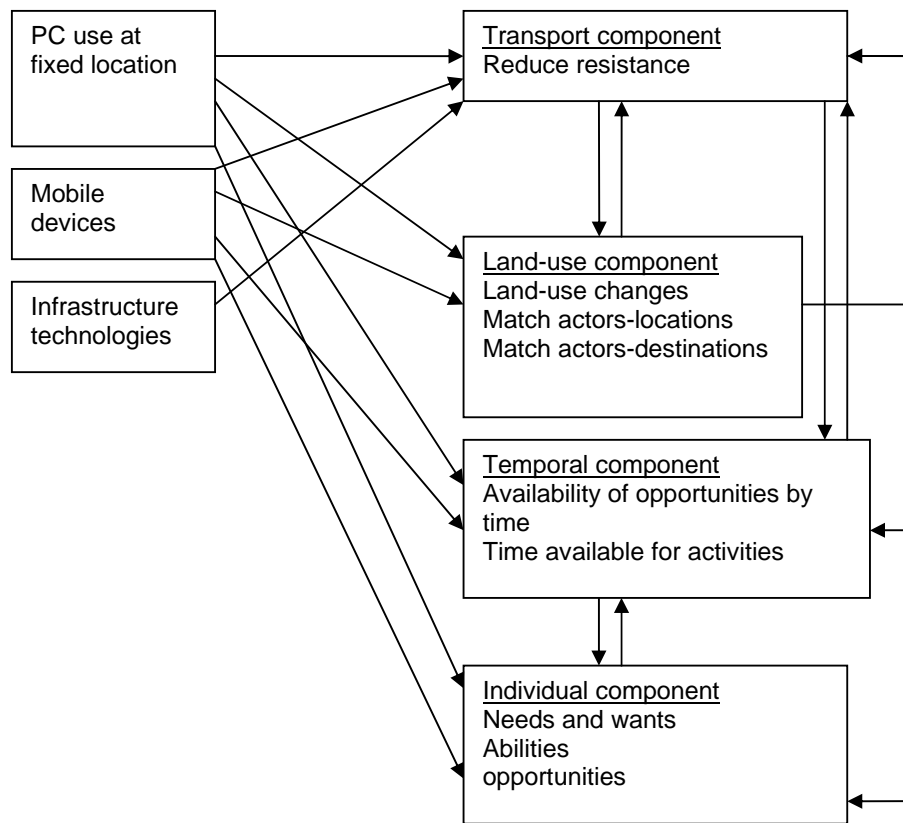 PC use at
fixed location
Mobile
devices
Infrastructure
technologies
Transport component
Reduce resistance
Land-use component
Land-use changes
Match actors-locations
Match actors-destinations
Temporal component
Availability of opportunities by
time
Time available for activities
Individual component
Needs and wants
Abilities
opportunities